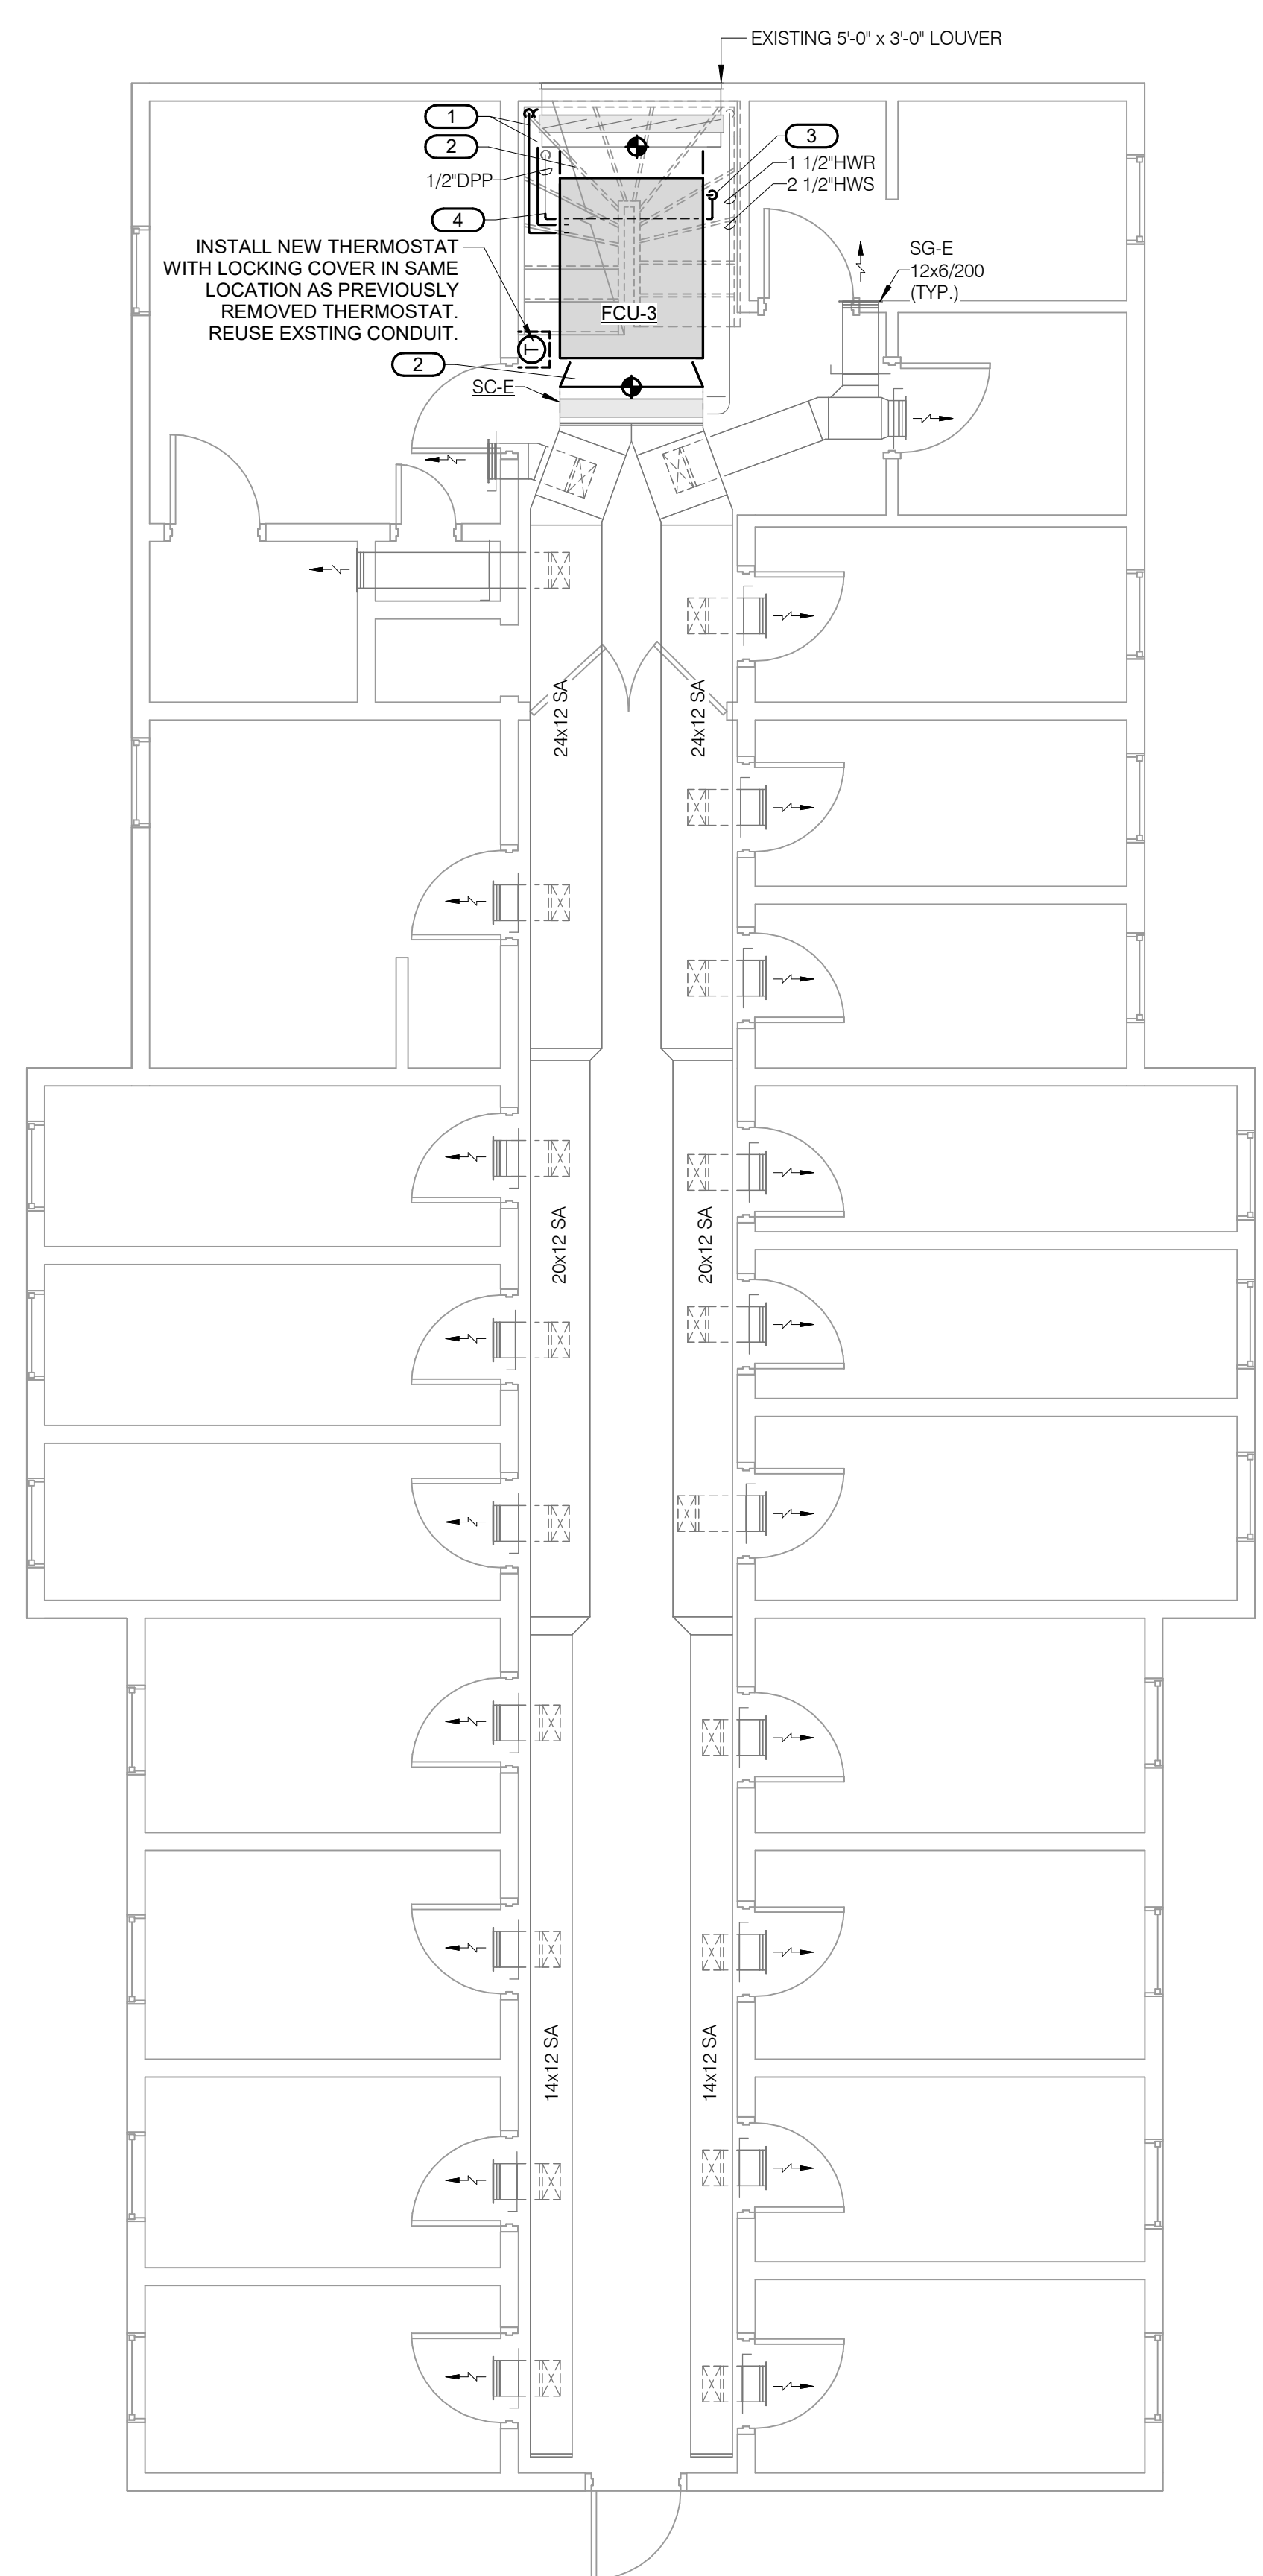 EXISTING 5'-0" x 3'-0" LOUVER
1
2
3
1/2"DPP
1 1/2"HWR
2 1/2"HWS
CD
4
INSTALL NEW THERMOSTAT
WITH LOCKING COVER IN SAME
LOCATION AS PREVIOUSLY
REMOVED THERMOSTAT.
REUSE EXSTING CONDUIT.
SG-E
12x6/200
(TYP.)
FCU-3
T
2
SC-E
24x12 SA
24x12 SA
20x12 SA
20x12 SA
14x12 SA
14x12 SA